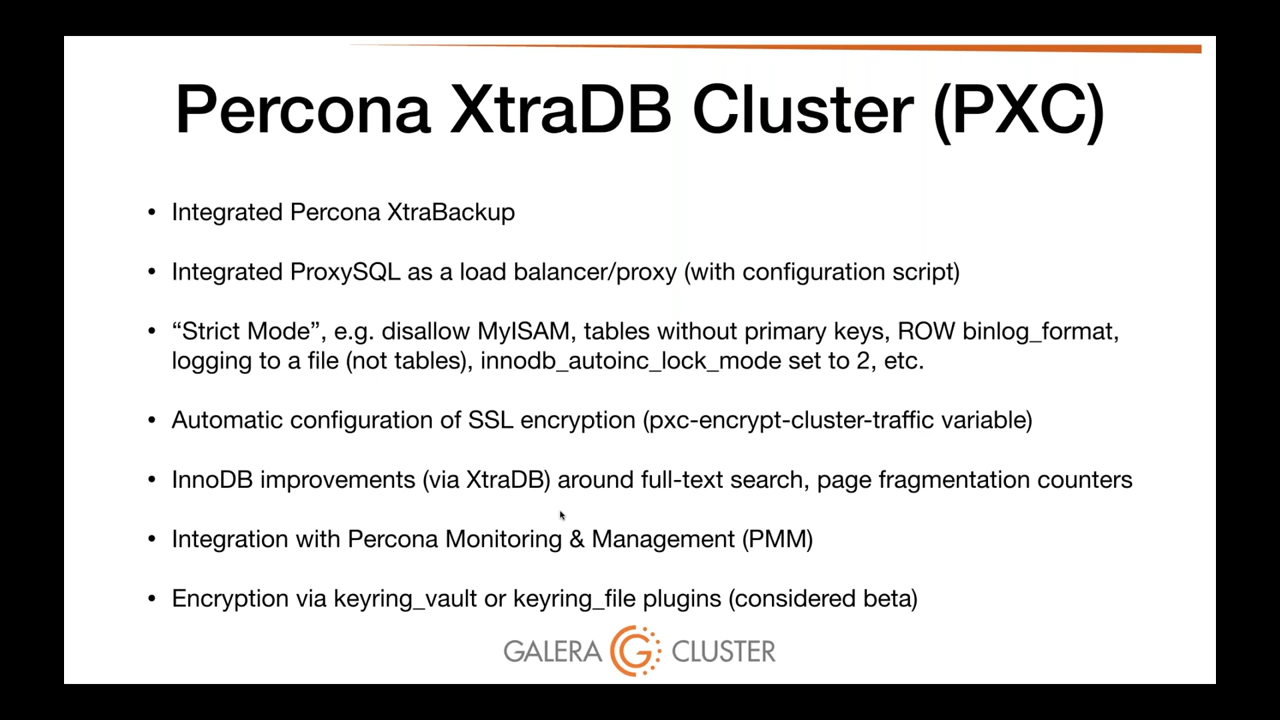 Percona XtraDB Cluster (PXC)
• Integrated Percona XtraBackup
• Integrated ProxySQL as a load balancer/proxy (with configuration script)
• “Strict Mode”, e.g. disallow MyISAM, tables without primary keys, ROW binlog_format,
logging to a file (not tables), innodb_autoinc_lock_mode set to 2, etc.
• Automatic configuration of SSL encryption (pxc-encrypt-cluster-traffic variable)
• InnoDB improvements (via XtraDB) around full-text search, page fragmentation counters
• Integration with Percona Monitoring & Management (PMM)
• Encryption via keyring_vault or keyring_file plugins (considered beta)
GALERA CLUSTER